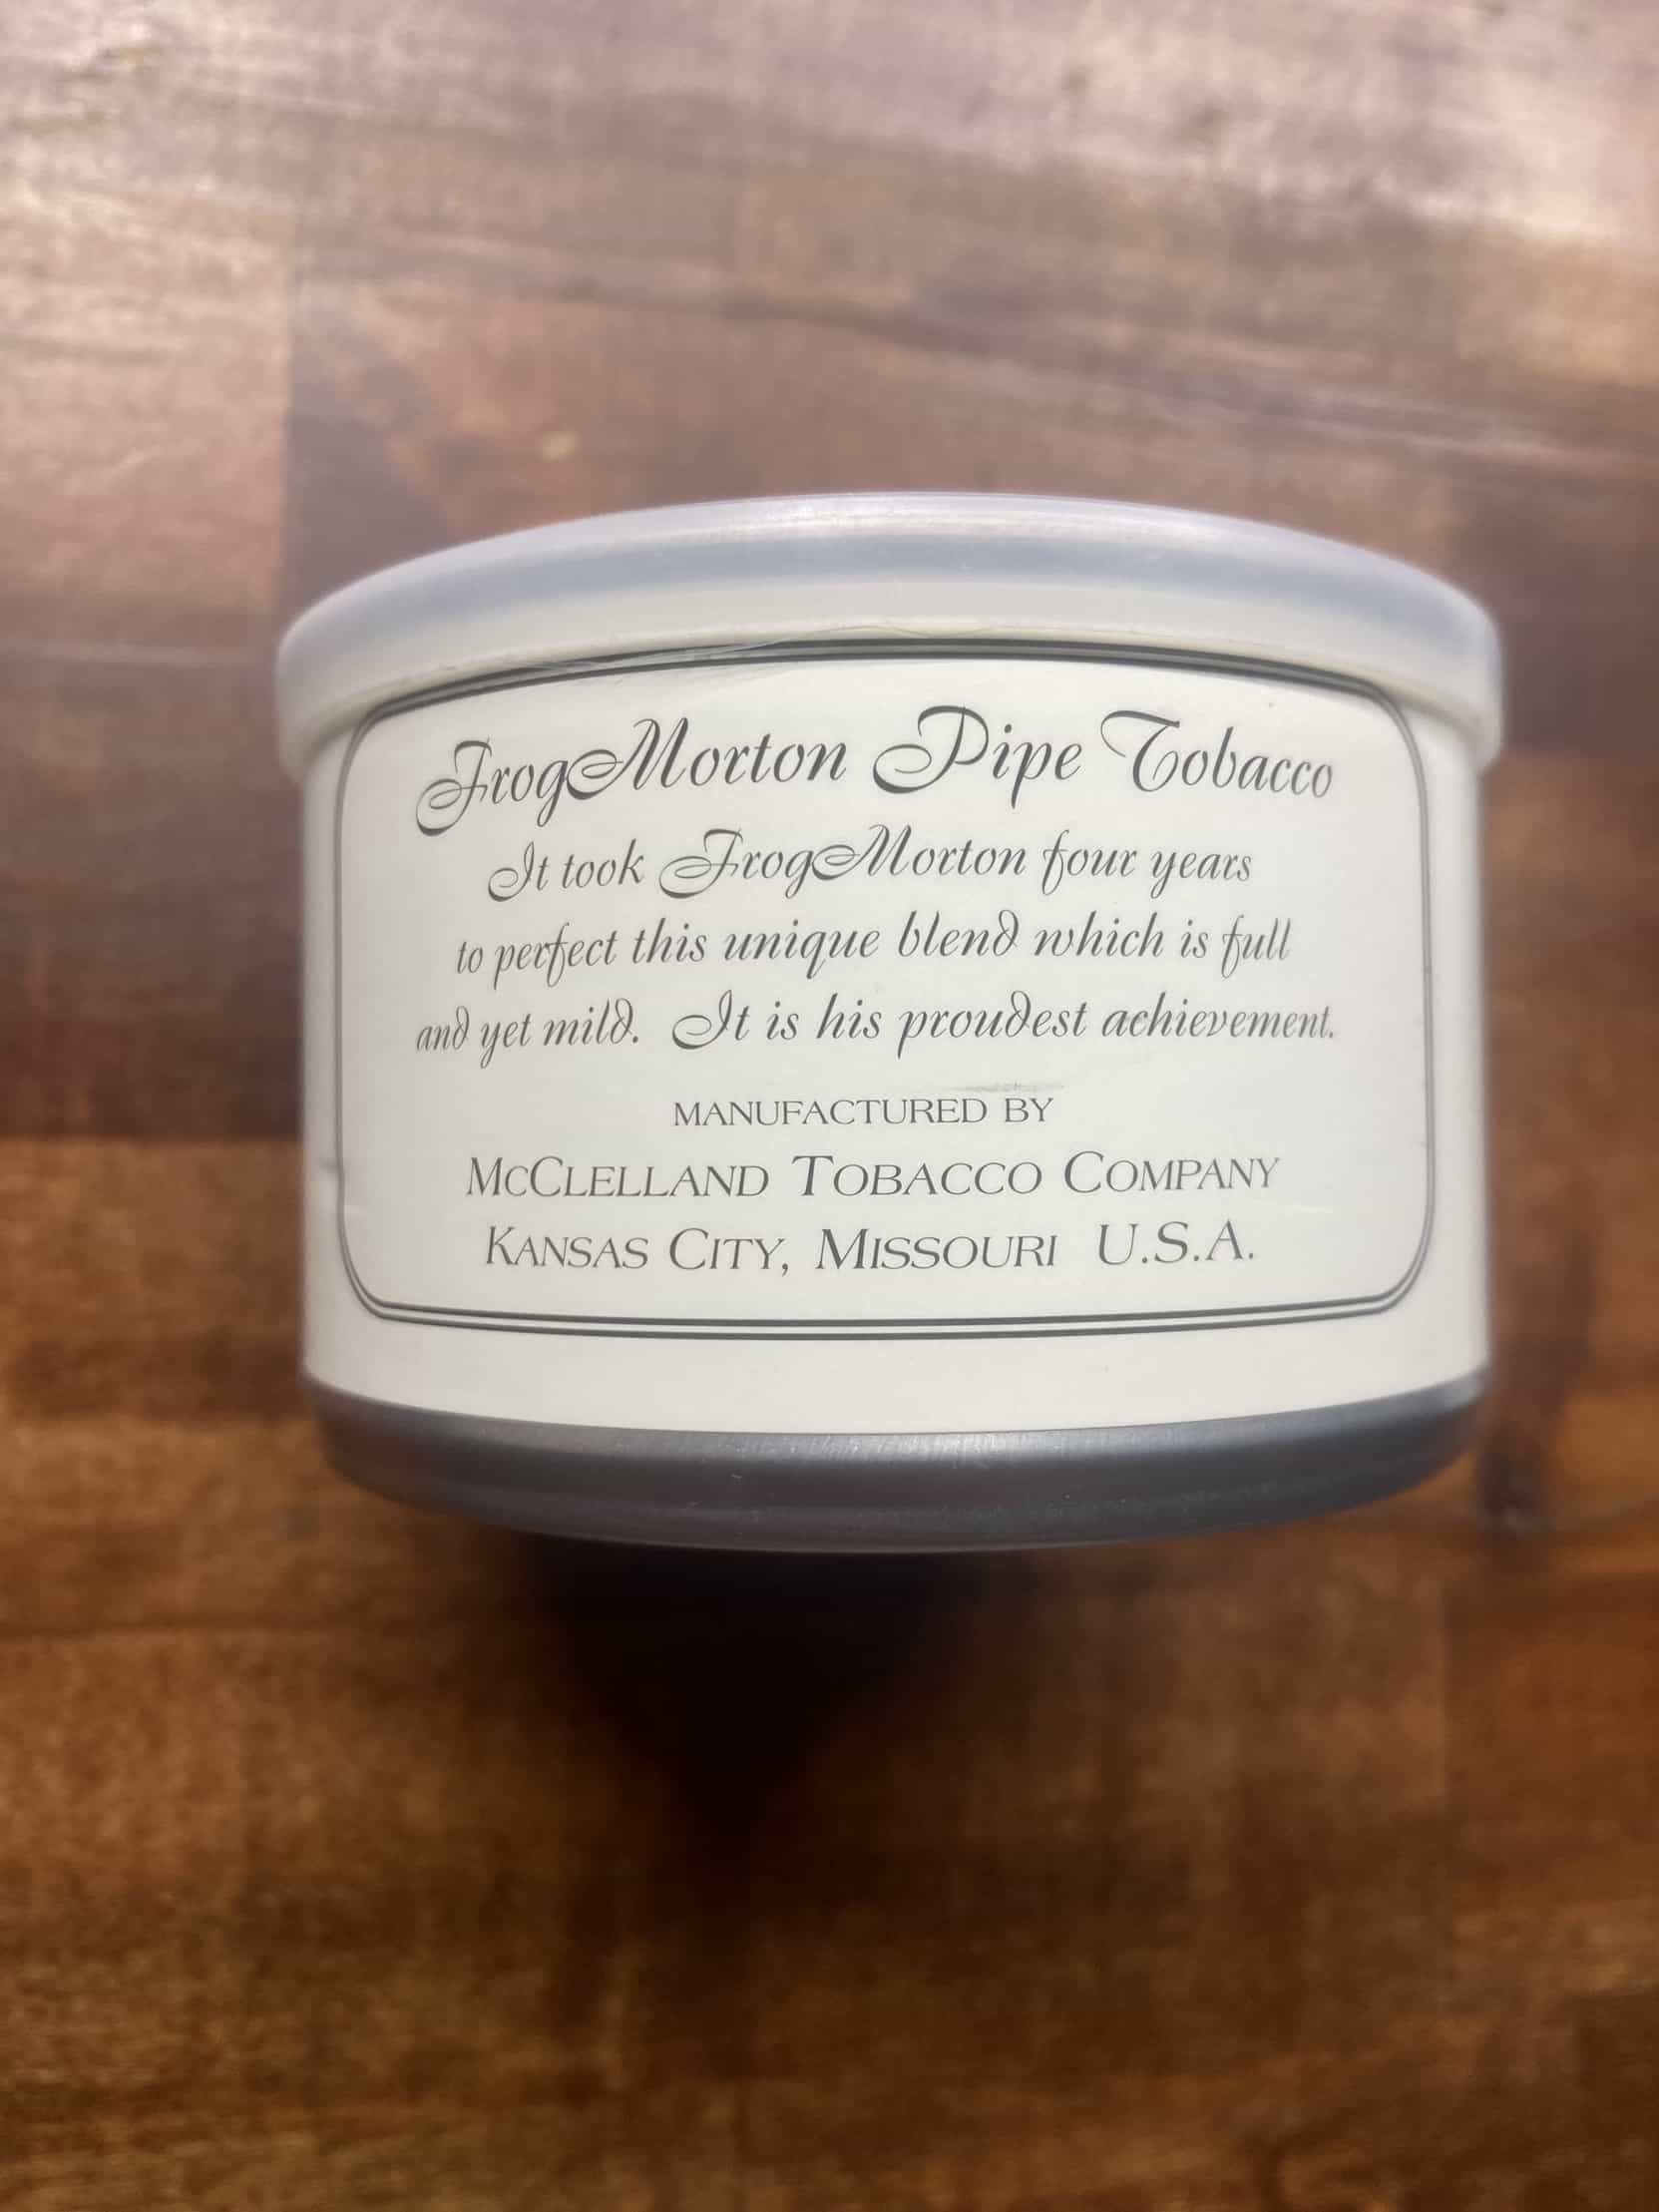 FrogMorton Pipe Tobacco
It took FrogMorton four years
to perfect this unique blend which is full
and yet mild. It is his proudest achievement.
MANUFACTURED BY
MCCLELLAND TOBACCO COMPANY
KANSAS CITY, MISSOURI U.S.A.